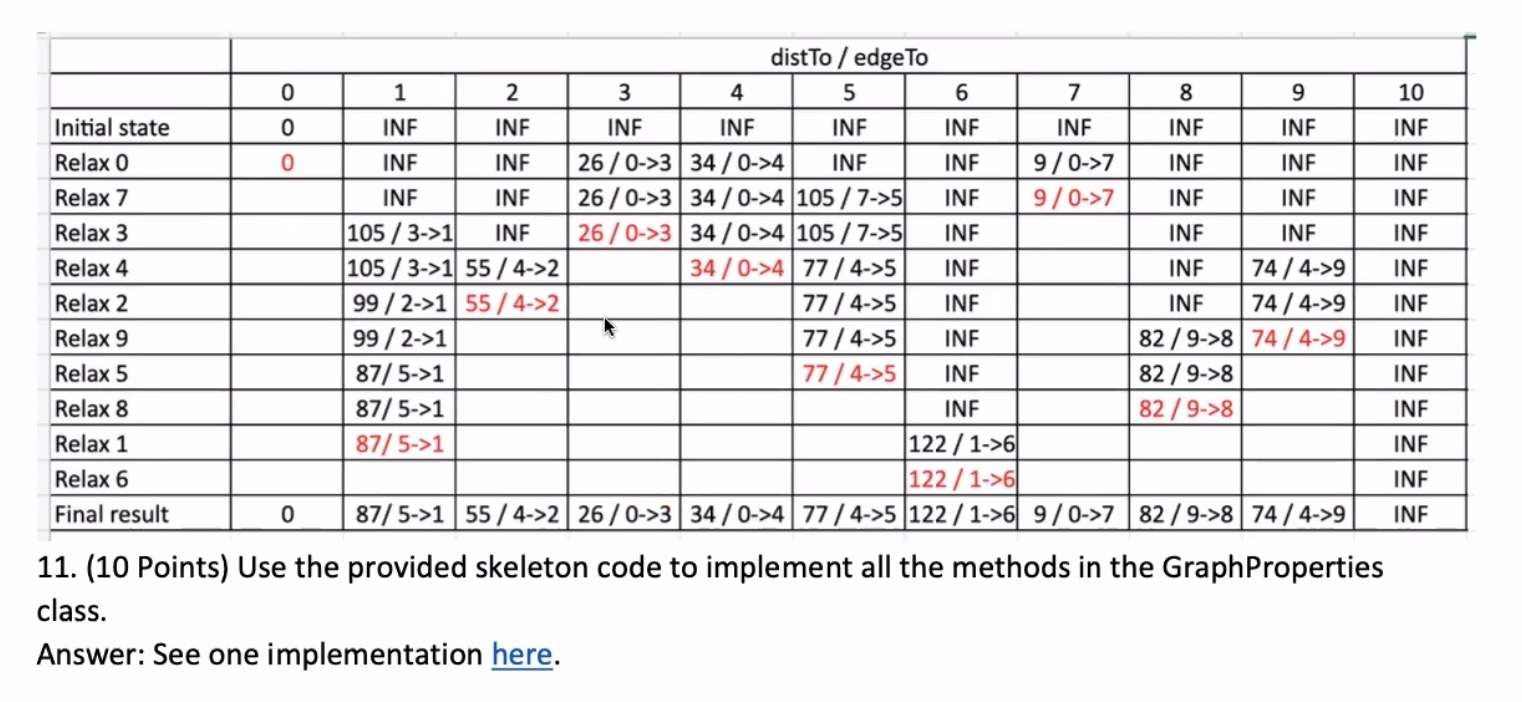 distTo / edgeTo
0 1 2 3 4 5 6 7 8 9 10
Initial state 0 INF INF INF INF INF INF INF INF INF INF
Relax 0 0 INF INF 26 / 0->3 34 / 0->4 INF INF 9 / 0->7 INF INF INF
Relax 7 INF INF 26 / 0->3 34 / 0->4 105 / 7->5 INF 9 / 0->7 INF INF INF
Relax 3 105 / 3->1 INF 26 / 0->3 34 / 0->4 105 / 7->5 INF INF INF INF
Relax 4 105 / 3->1 55 / 4->2 34 / 0->4 77 / 4->5 INF INF 74 / 4->9 INF
Relax 2 99 / 2->1 55 / 4->2 77 / 4->5 INF INF 74 / 4->9 INF
Relax 9 99 / 2->1 77 / 4->5 INF 82 / 9->8 74 / 4->9 INF
Relax 5 87/ 5->1 77 / 4->5 INF 82 / 9->8 INF
Relax 8 87/ 5->1 INF 82 / 9->8 INF
Relax 1 87/ 5->1 122 / 1->6 INF
Relax 6 122 / 1->6 INF
Final result 0 87/ 5->1 55 / 4->2 26 / 0->3 34 / 0->4 77 / 4->5 122 / 1->6 9 / 0->7 82 / 9->8 74 / 4->9 INF
11. (10 Points) Use the provided skeleton code to implement all the methods in the GraphProperties
class.
Answer: See one implementation here.